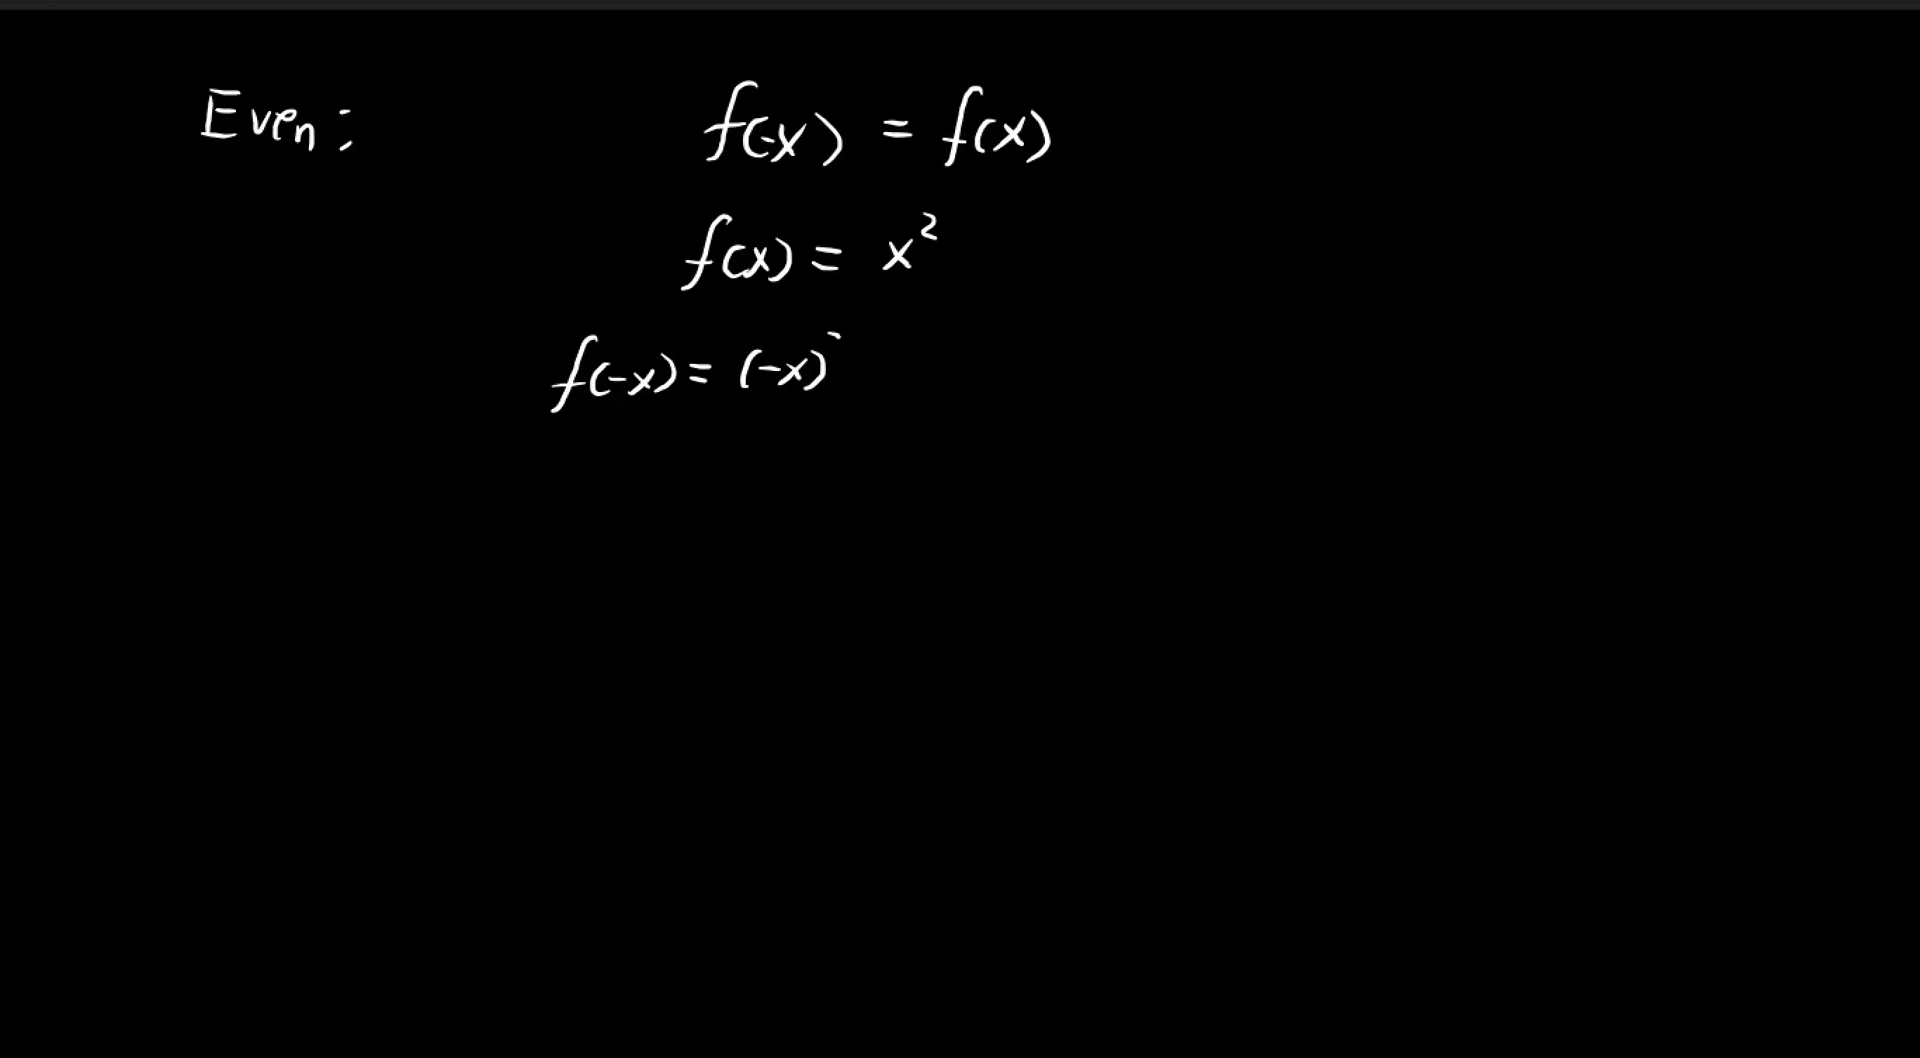 Even: f(-x) = f(x)
f(x) = x²
f(-x) = (-x)